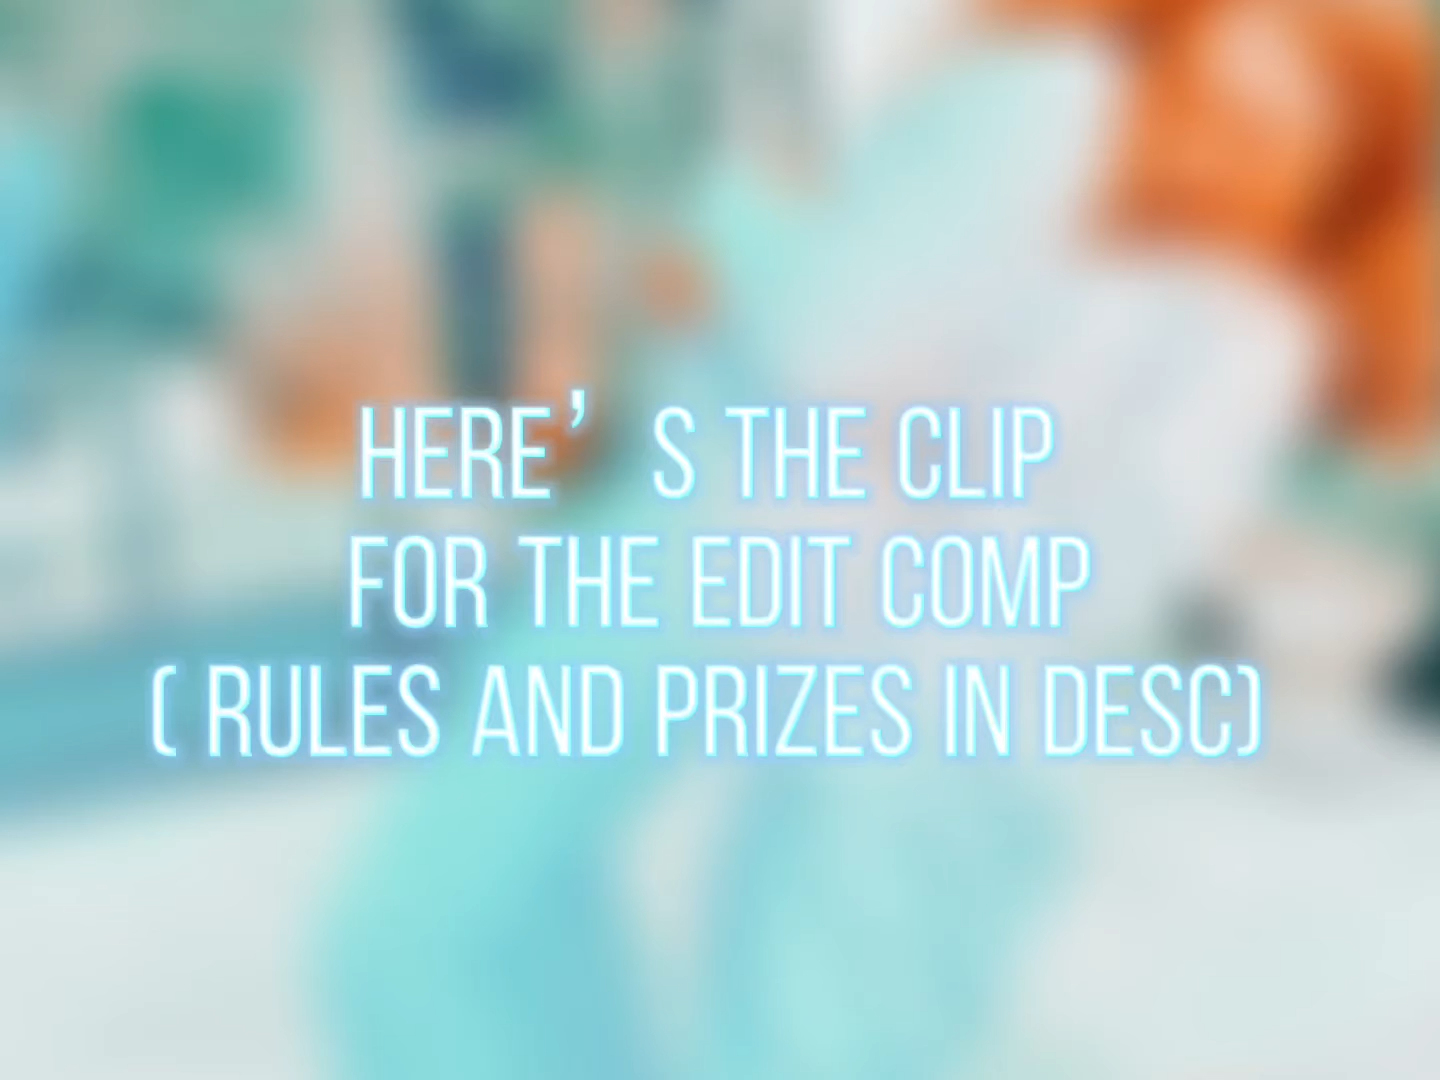 HERE’ S THE CLIP
FOR THE EDIT COMP
( RULES AND PRIZES IN DESC)